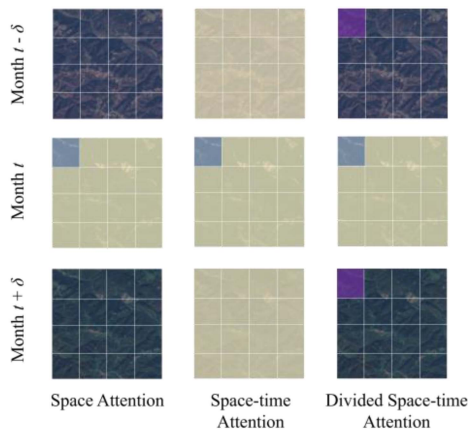 Month t - δ
Month t
Month t + δ
Space Attention
Space-time
Attention
Divided Space-time
Attention